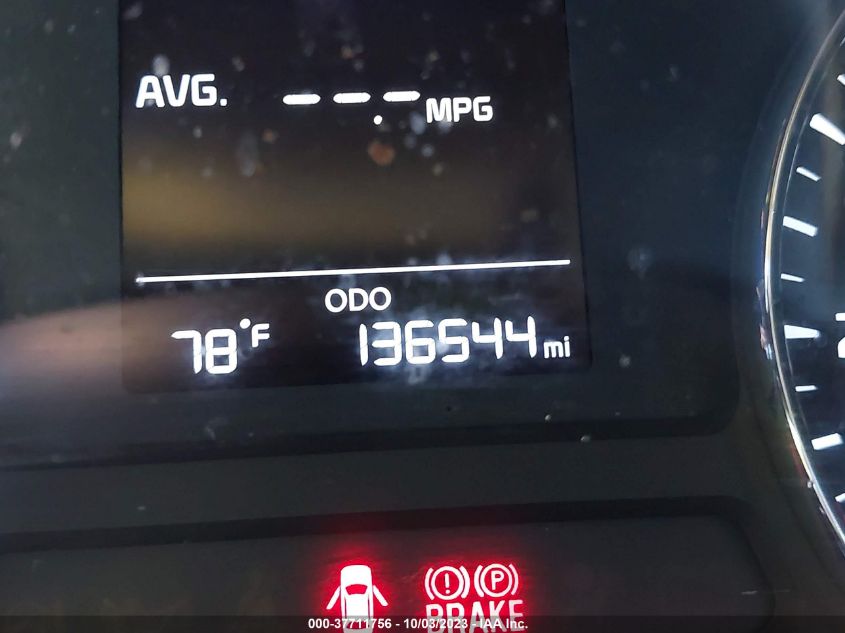 AVG. ---.- MPG
ODO
78°F 136544 mi
(!) (P)
BRAKE
000-37711756 - 10/03/2023 - IAA Inc.